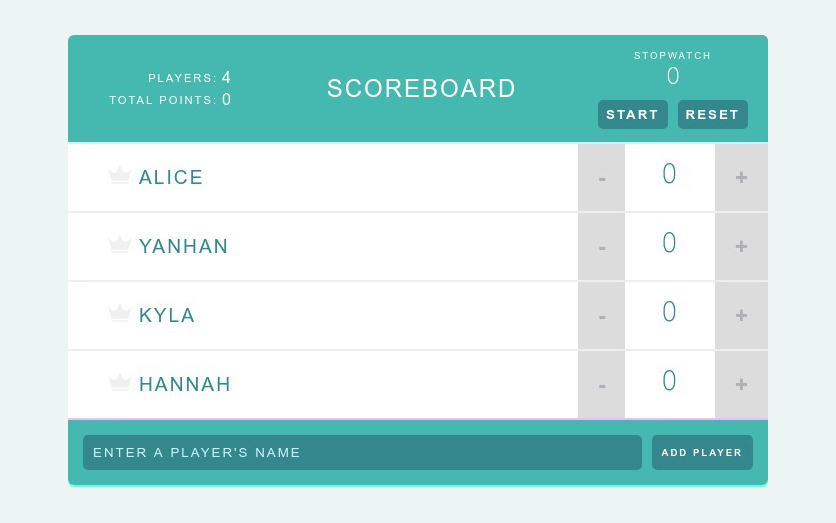 PLAYERS: 4
TOTAL POINTS: 0
SCOREBOARD
STOPWATCH
0
START RESET
ALICE - 0 +
YANHAN - 0 +
KYLA - 0 +
HANNAH - 0 +
ENTER A PLAYER'S NAME ADD PLAYER